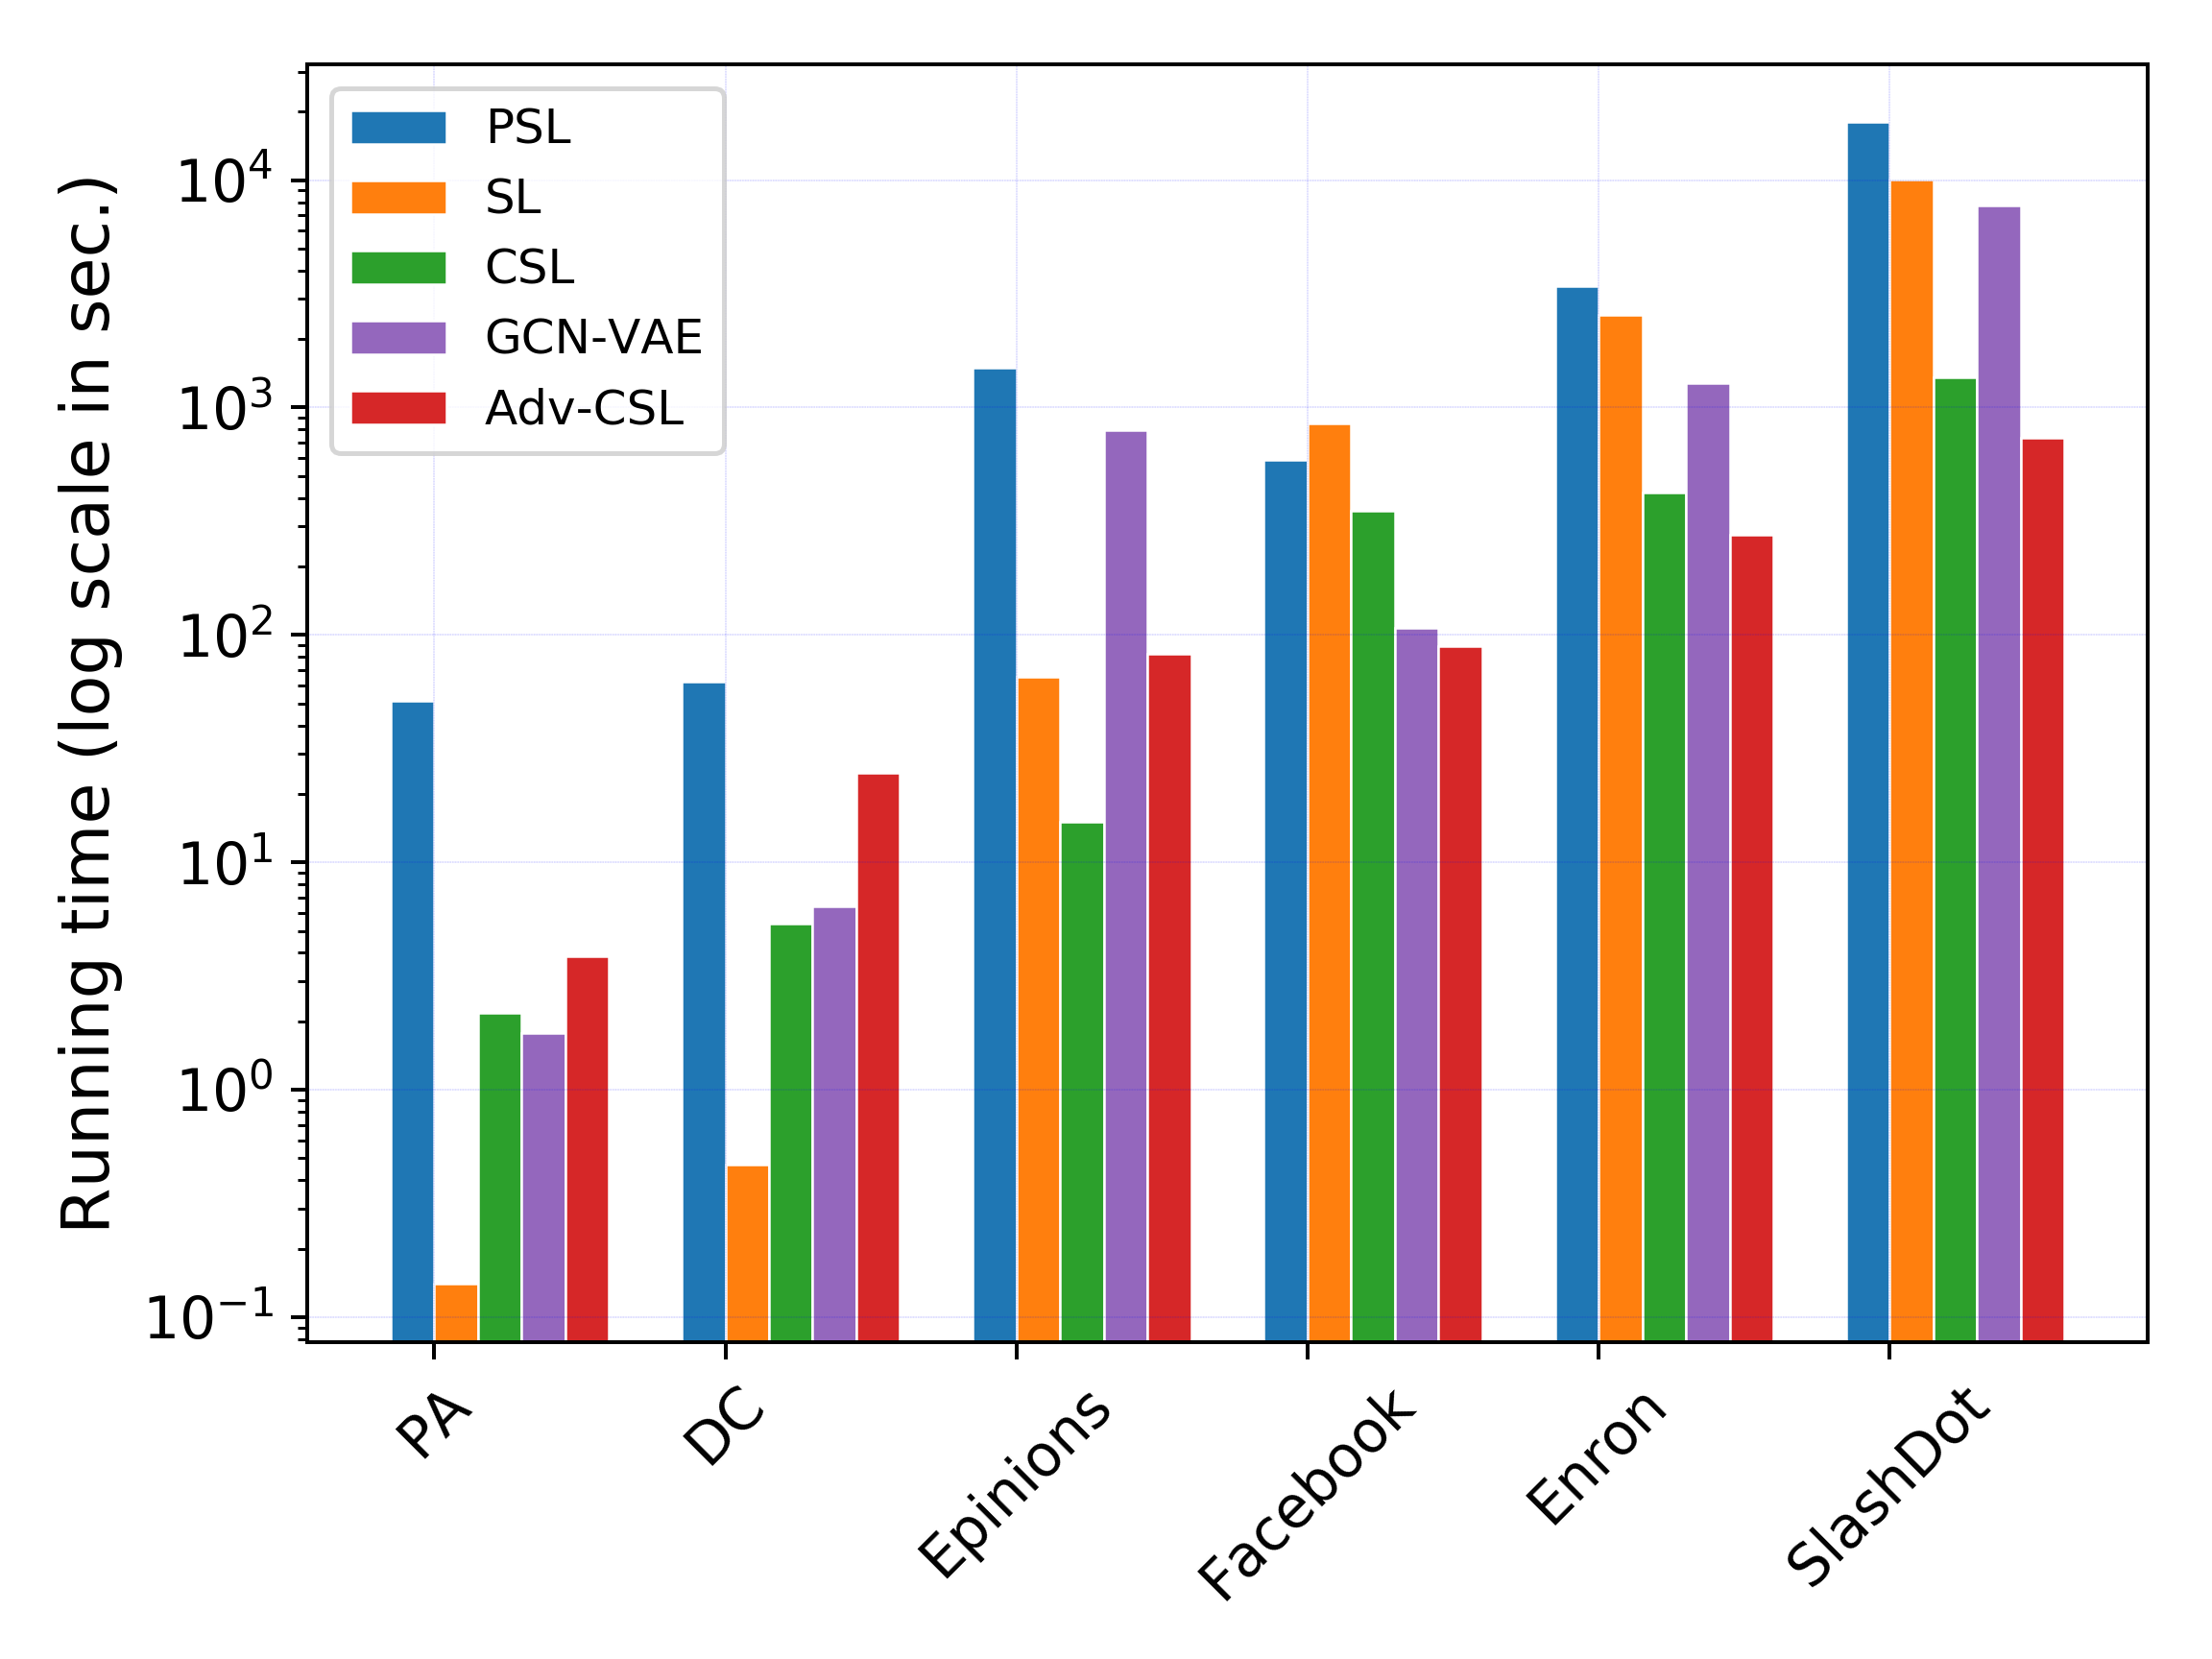 PSL
SL
CSL
GCN-VAE
Adv-CSL
Running time (log scale in sec.)
10⁴
10³
10²
10¹
10⁰
10⁻¹
PA
DC
Epinions
Facebook
Enron
SlashDot